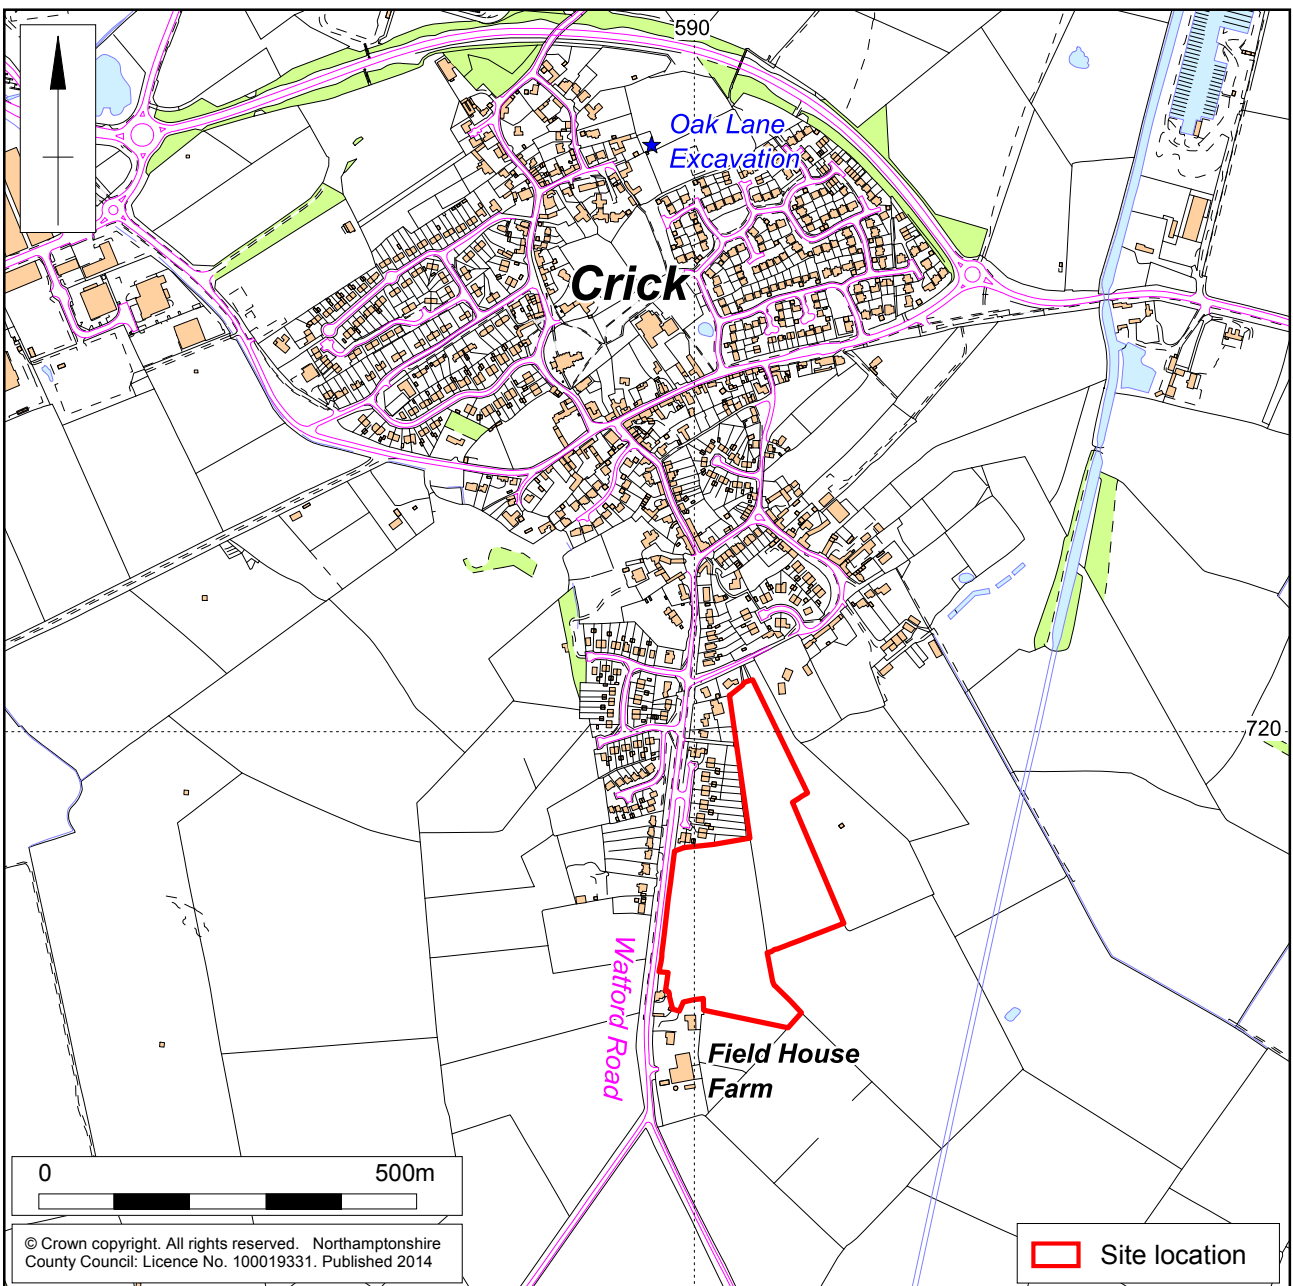 590
Oak Lane
Excavation
Crick
720
Watford Road
Field House
Farm
0 500m
© Crown copyright. All rights reserved. Northamptonshire
County Council: Licence No. 100019331. Published 2014
Site location